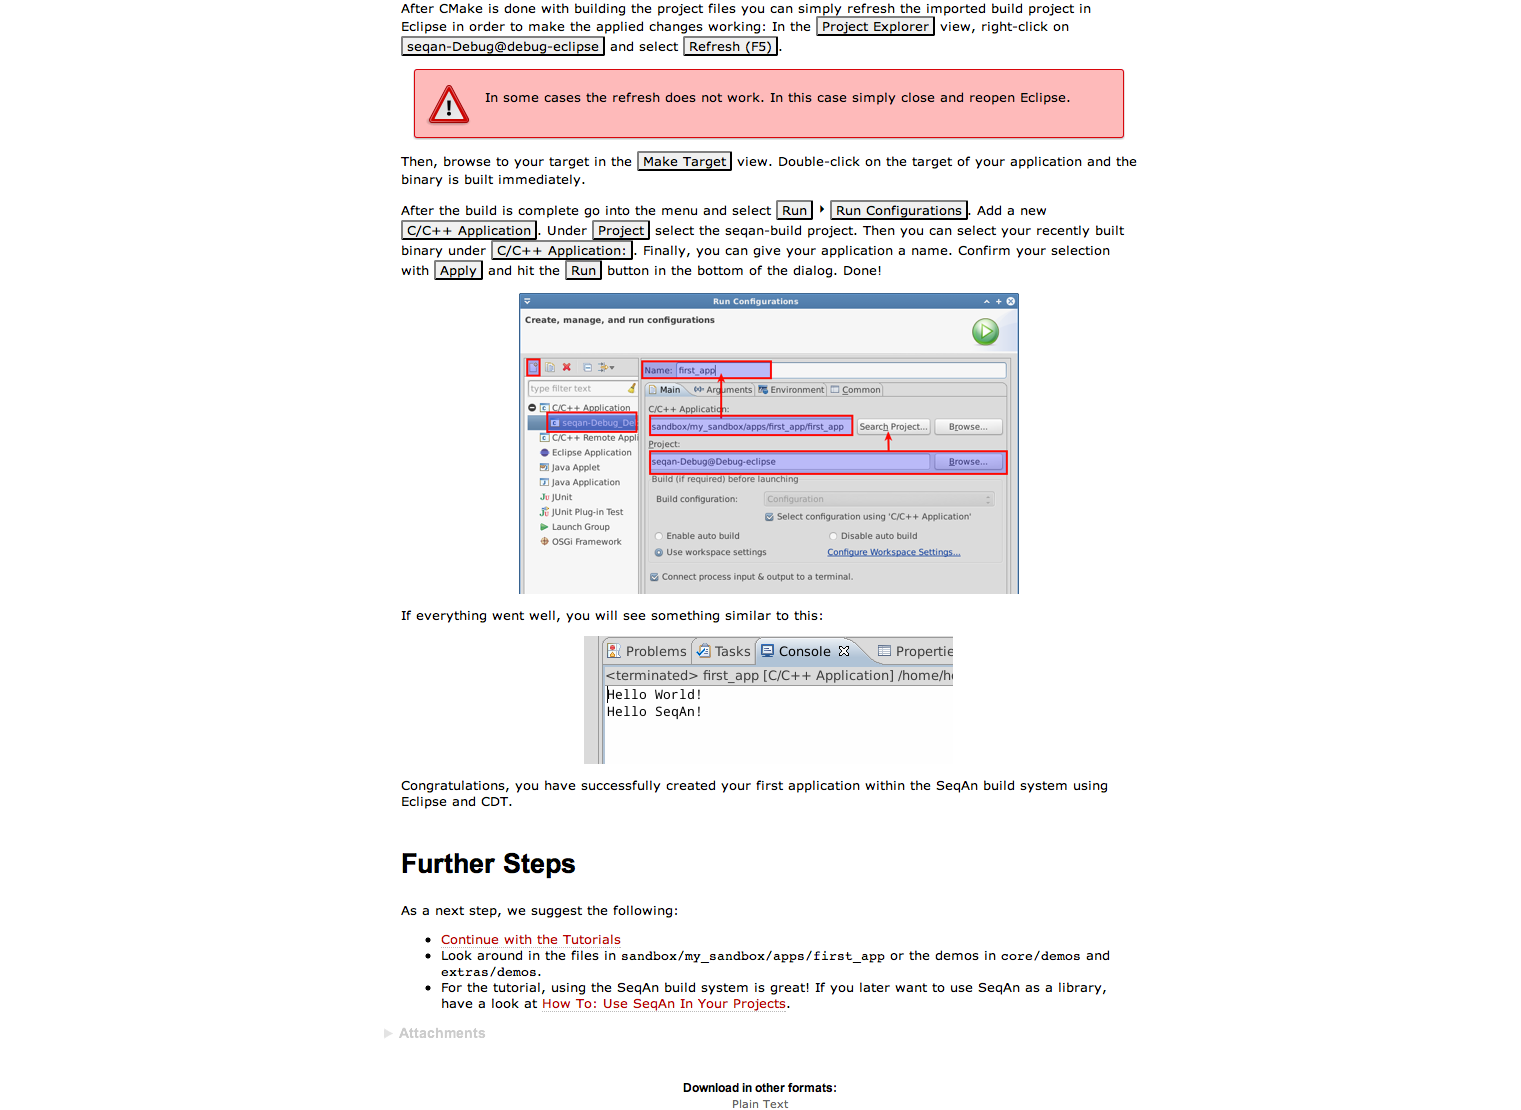 After CMake is done with building the project files you can simply refresh the imported build project in
Eclipse in order to make the applied changes working: In the Project Explorer view, right-click on
seqan-Debug@debug-eclipse and select Refresh (F5).
In some cases the refresh does not work. In this case simply close and reopen Eclipse.
Then, browse to your target in the Make Target view. Double-click on the target of your application and the
binary is built immediately.
After the build is complete go into the menu and select Run ‣ Run Configurations. Add a new
C/C++ Application. Under Project select the seqan-build project. Then you can select your recently built
binary under C/C++ Application:. Finally, you can give your application a name. Confirm your selection
with Apply and hit the Run button in the bottom of the dialog. Done!
Run Configurations
Create, manage, and run configurations
Name: first_app
type filter text
Main Arguments Environment Common
C/C++ Application
C/C++ Application:
seqan-Debug_De
sandbox/my_sandbox/apps/first_app/first_app Search Project... Browse...
C/C++ Remote Appli
Project:
Eclipse Application
seqan-Debug@Debug-eclipse Browse...
Java Applet
Build (if required) before launching
Java Application
JUnit
Build configuration: Configuration
JUnit Plug-in Test
Select configuration using 'C/C++ Application'
Launch Group
Enable auto build Disable auto build
OSGi Framework
Use workspace settings Configure Workspace Settings...
Connect process input & output to a terminal.
If everything went well, you will see something similar to this:
Problems Tasks Console Propertie
<terminated> first_app [C/C++ Application] /home/h
Hello World!
Hello SeqAn!
Congratulations, you have successfully created your first application within the SeqAn build system using
Eclipse and CDT.
Further Steps
As a next step, we suggest the following:
• Continue with the Tutorials
• Look around in the files in sandbox/my_sandbox/apps/first_app or the demos in core/demos and
extras/demos.
• For the tutorial, using the SeqAn build system is great! If you later want to use SeqAn as a library,
have a look at How To: Use SeqAn In Your Projects.
Attachments
Download in other formats:
Plain Text